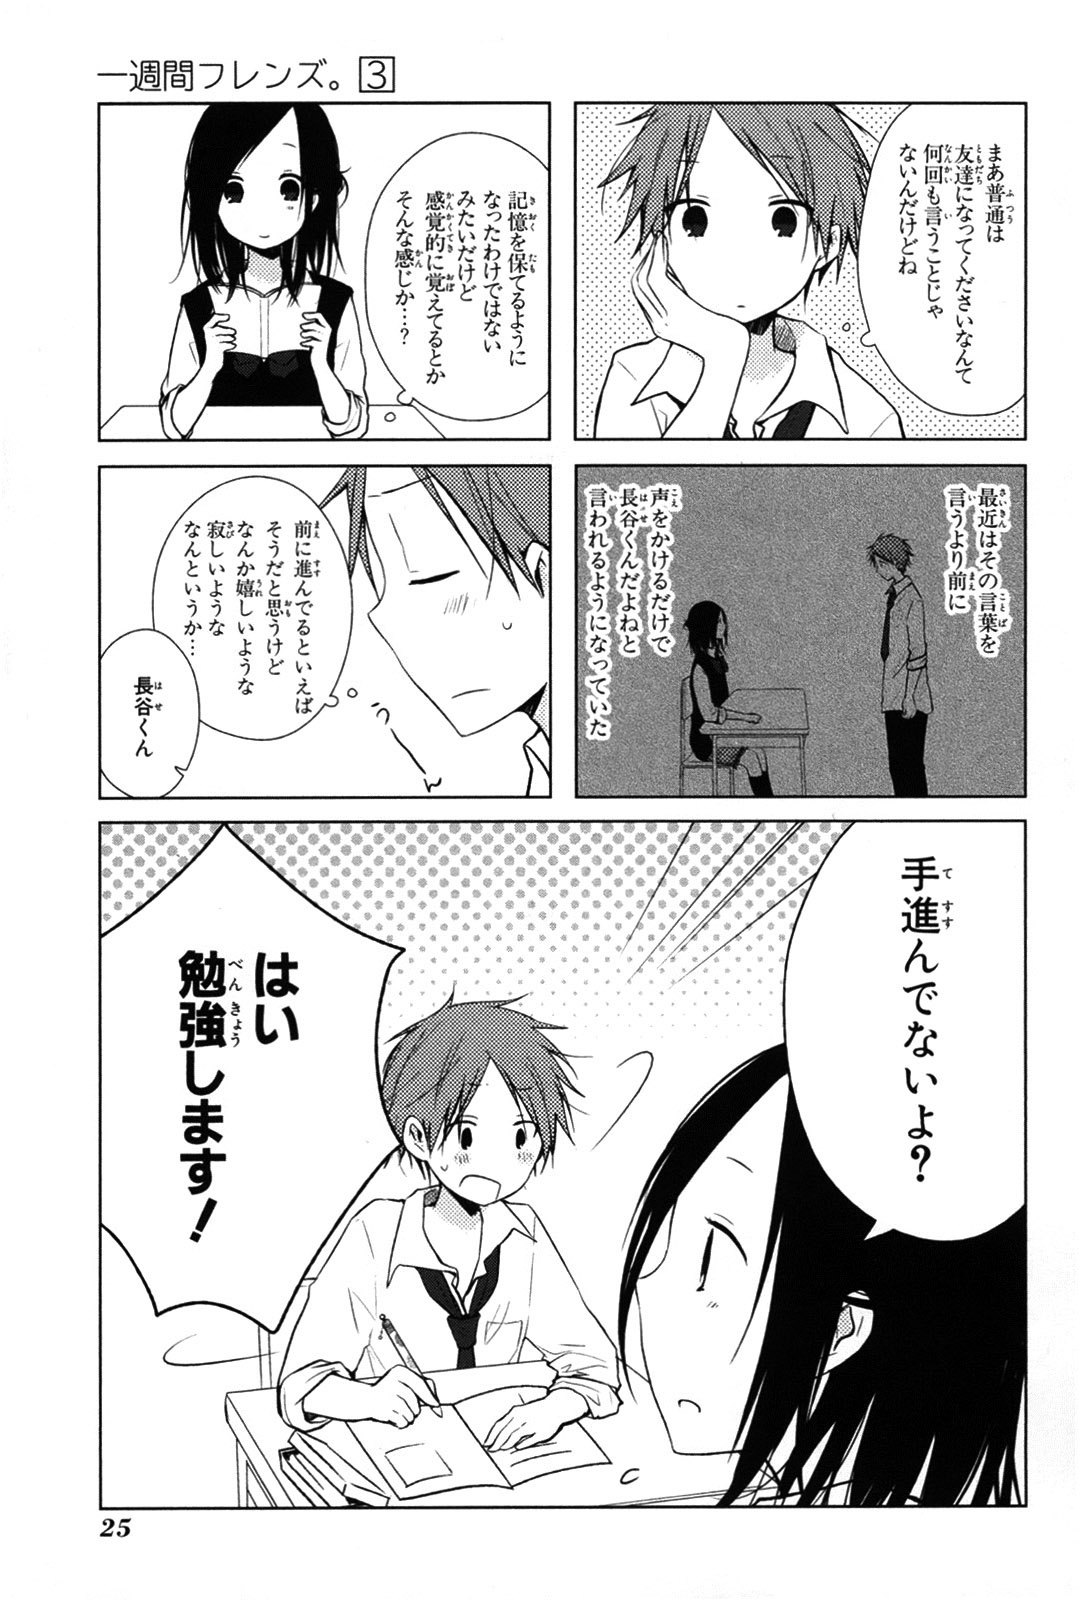 一週間フレンズ。3
まあ普通は
友達になってくださいなんて
何回も言うことじゃ
ないんだけどね
最近はその言葉を
言うより前に
声をかけるだけで
長谷くんだよねと
言われるようになっていた
記憶を保てるように
なったわけではない
みたいだけど
感覚的に覚えてるとか
そんな感じか…?
前に進んでるといえば
そうだと思うけど
なんか嬉しいような
寂しいような
なんというか…
長谷くん
ん
手進んでないよ?
はい
勉強します!
25